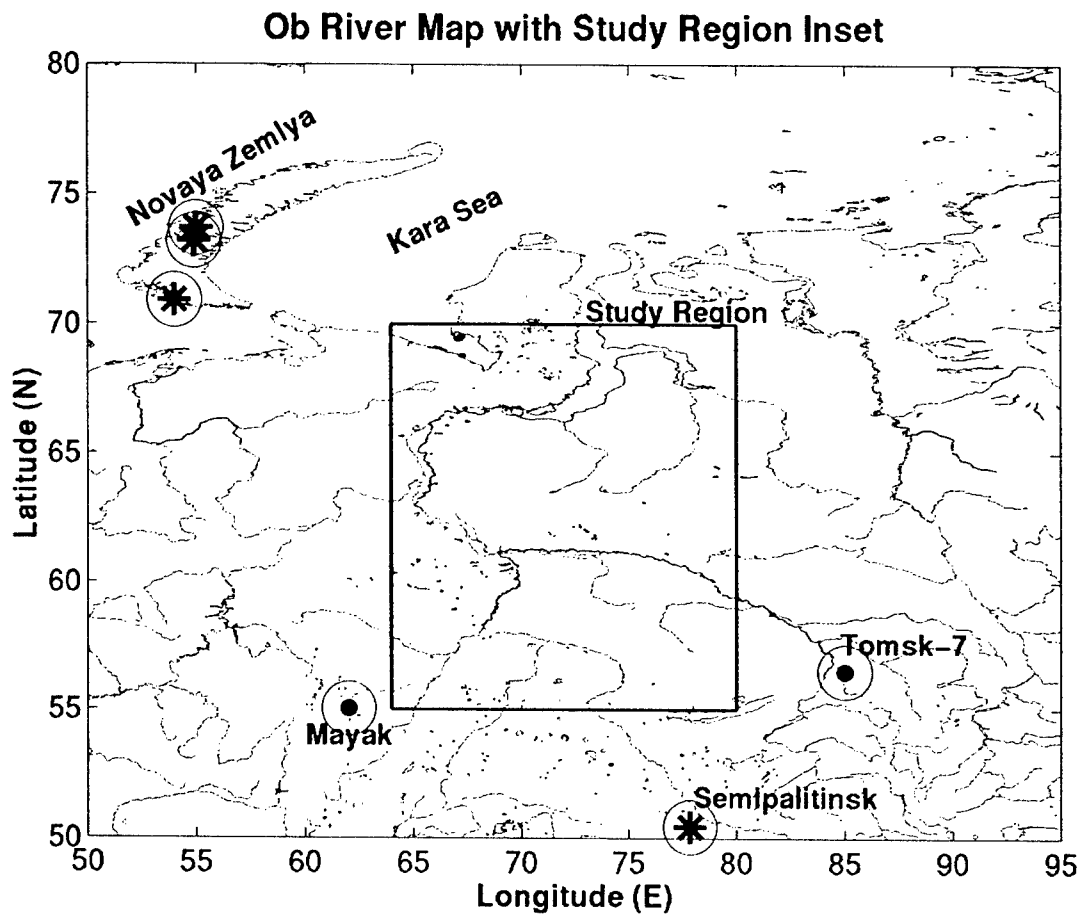 Ob River Map with Study Region Inset
80
75
70
65
60
55
50
Latitude (N)
Novaya Zemlya
Kara Sea
Study Region
Tomsk-7
Mayak
Semipalitinsk
50 55 60 65 70 75 80 85 90 95
Longitude (E)